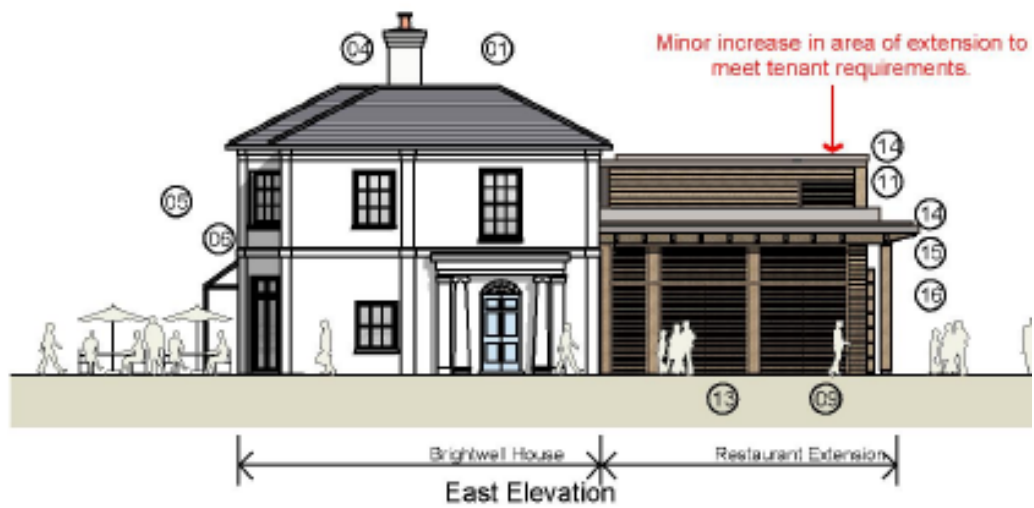 04
01
Minor increase in area of extension to
meet tenant requirements.
14
11
05
06
14
15
16
13
09
Brightwell House
Restaurant Extension
East Elevation